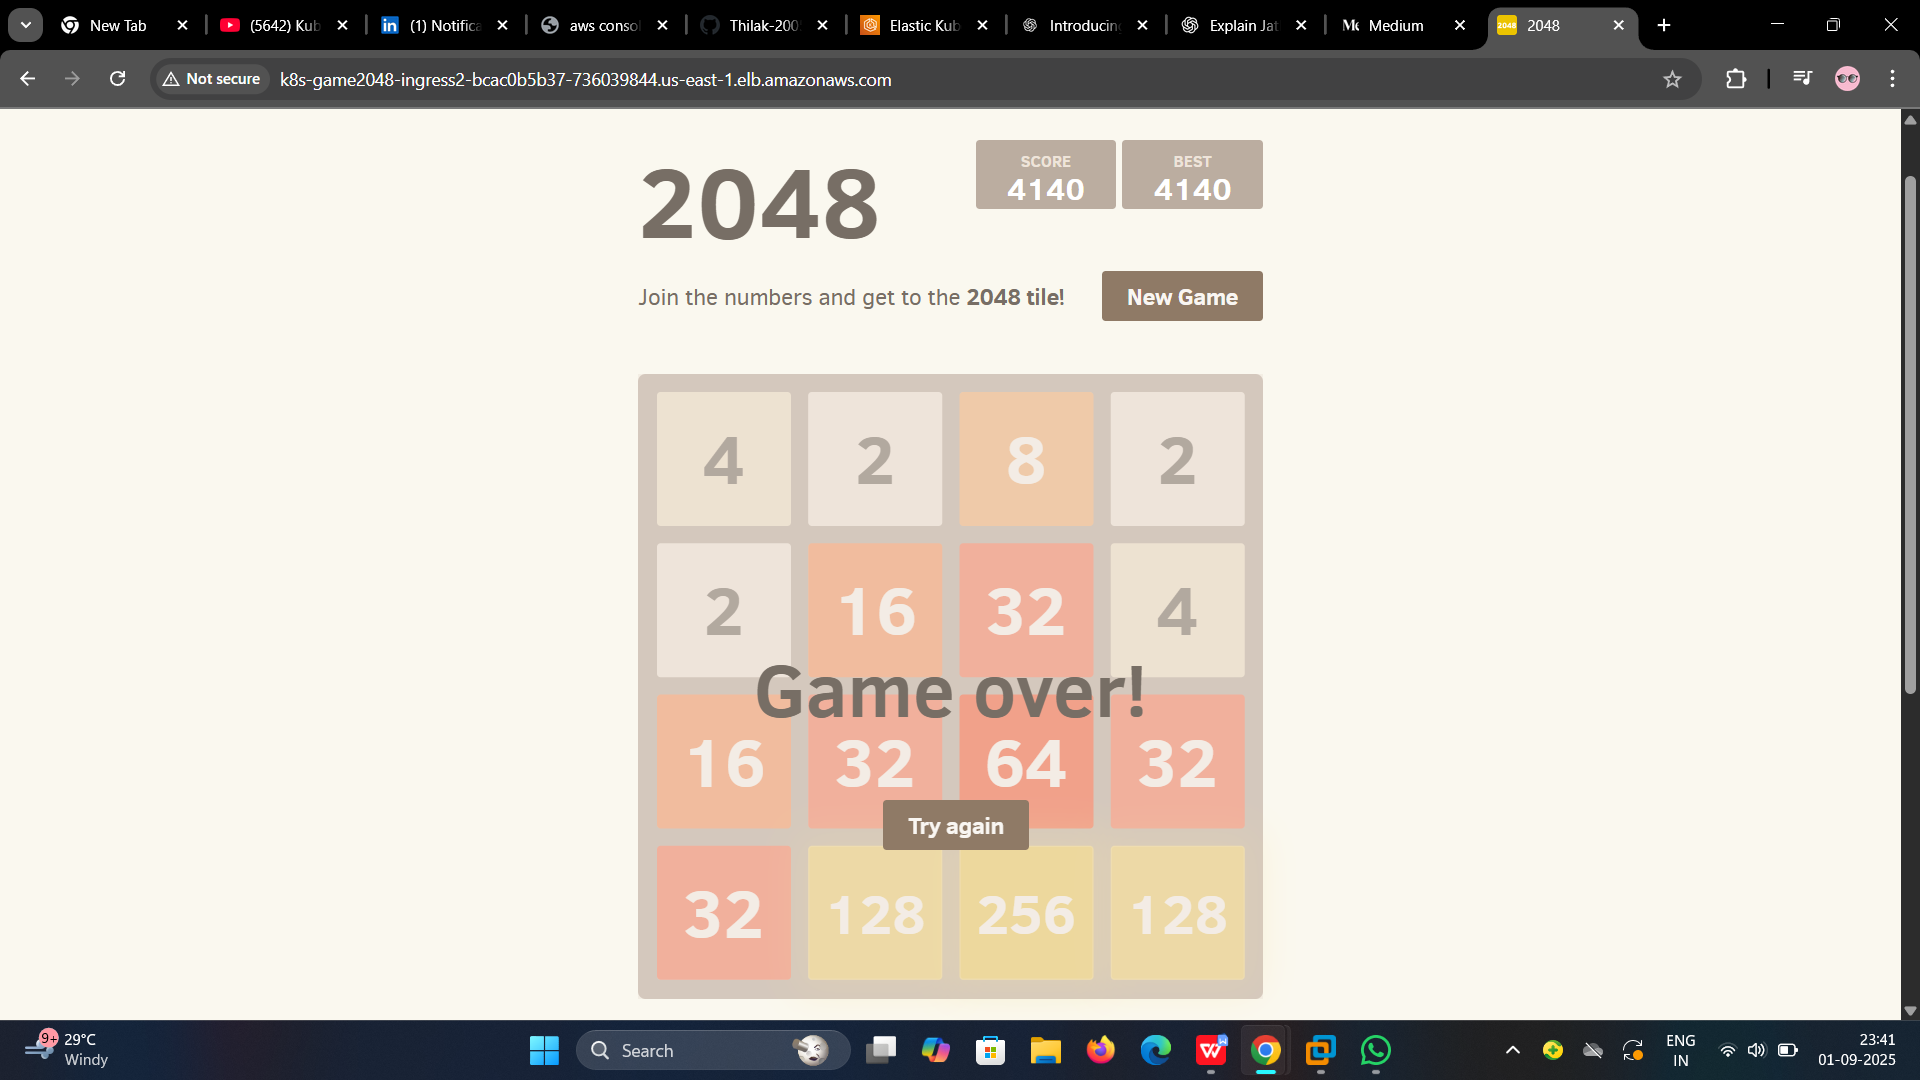 New Tab
(5642) Kub
(1) Notifica
aws conso
Thilak-200
Elastic Kub
Introducing
Explain Jat
Medium
2048
Not secure
k8s-game2048-ingress2-bcac0b5b37-736039844.us-east-1.elb.amazonaws.com
2048
SCORE
4140
BEST
4140
Join the numbers and get to the 2048 tile!
New Game
4 2 8 2
2 16 32 4
Game over!
16 32 64 32
Try again
32 128 256 128
9+
29°C
Windy
Search
ENG
IN
23:41
01-09-2025